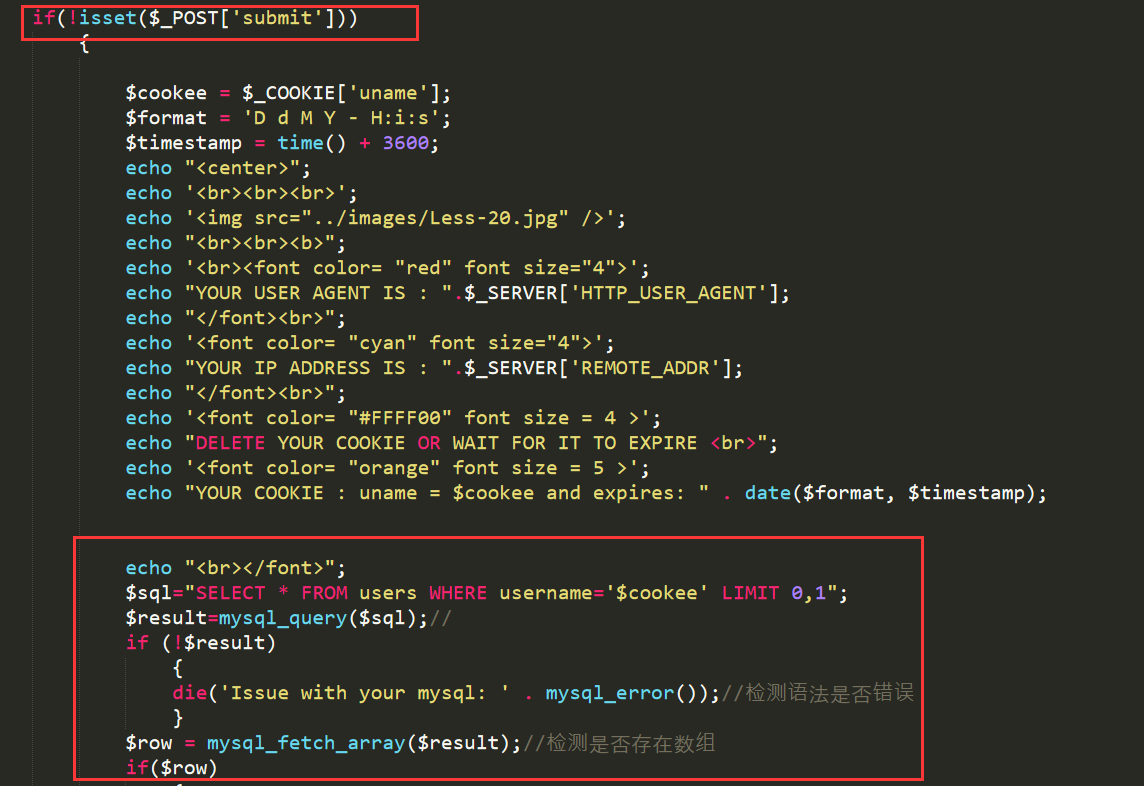 if(!isset($_POST['submit']))
{
$cookee = $_COOKIE['uname'];
$format = 'D d M Y - H:i:s';
$timestamp = time() + 3600;
echo "<center>";
echo '<br><br><br>';
echo '<img src="../images/Less-20.jpg" />';
echo "<br><br><b>";
echo '<br><font color= "red" font size="4">';
echo "YOUR USER AGENT IS : ".$_SERVER['HTTP_USER_AGENT'];
echo "</font><br>";
echo '<font color= "cyan" font size="4">';
echo "YOUR IP ADDRESS IS : ".$_SERVER['REMOTE_ADDR'];
echo "</font><br>";
echo '<font color= "#FFFF00" font size = 4 >';
echo "DELETE YOUR COOKIE OR WAIT FOR IT TO EXPIRE <br>";
echo '<font color= "orange" font size = 5 >';
echo "YOUR COOKIE : uname = $cookee and expires: " . date($format, $timestamp);
echo "<br></font>";
$sql="SELECT * FROM users WHERE username='$cookee' LIMIT 0,1";
$result=mysql_query($sql);//
if (!$result)
{
die('Issue with your mysql: ' . mysql_error());//检测语法是否错误
}
$row = mysql_fetch_array($result);//检测是否存在数组
if($row)
{